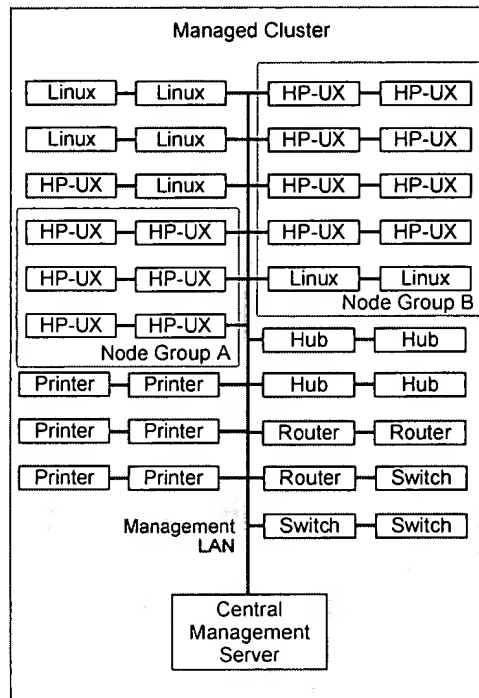 Managed Cluster
Linux Linux HP-UX HP-UX
Linux Linux HP-UX HP-UX
HP-UX Linux HP-UX HP-UX
HP-UX HP-UX HP-UX HP-UX
HP-UX HP-UX Linux Linux
Node Group B
HP-UX HP-UX
Node Group A
Hub Hub
Printer Printer Hub Hub
Printer Printer Router Router
Printer Printer Router Switch
Management
LAN
Switch Switch
Central
Management
Server